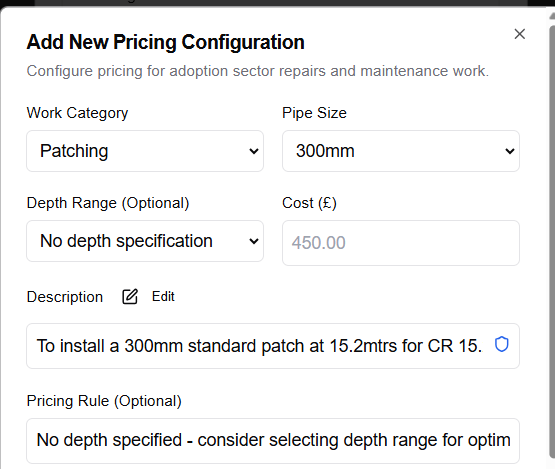 Add New Pricing Configuration
Configure pricing for adoption sector repairs and maintenance work.
Work Category
Pipe Size
Patching
300mm
Depth Range (Optional)
Cost (£)
No depth specification
450.00
Description
Edit
To install a 300mm standard patch at 15.2mtrs for CR 15.
Pricing Rule (Optional)
No depth specified - consider selecting depth range for optim